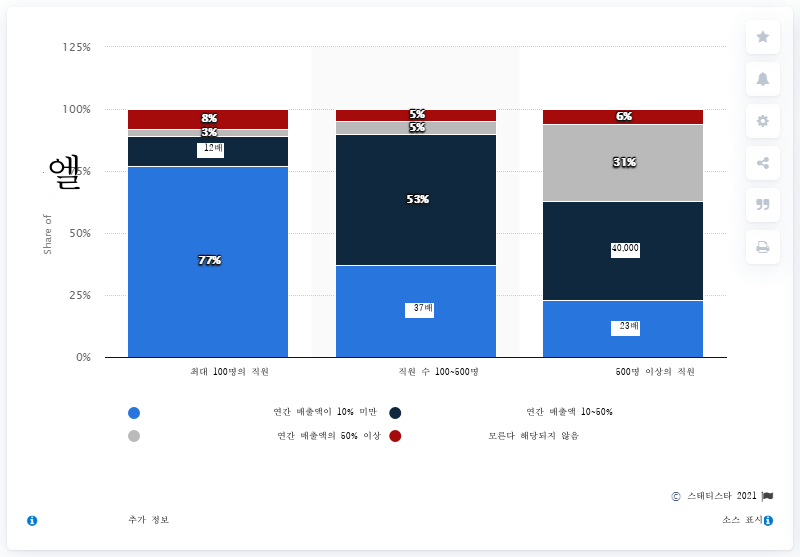 125%
100%
75%
50%
25%
0%
엘
Share of
8%
3%
12배
77%
5%
5%
53%
37배
6%
31%
40,000
23배
최대 100명의 직원
직원 수 100~500명
500명 이상의 직원
연간 매출액이 10% 미만
연간 매출액 10~50%
연간 매출액의 50% 이상
모른다 해당되지 않음
© 스태티스타 2021
추가 정보
소스 표시